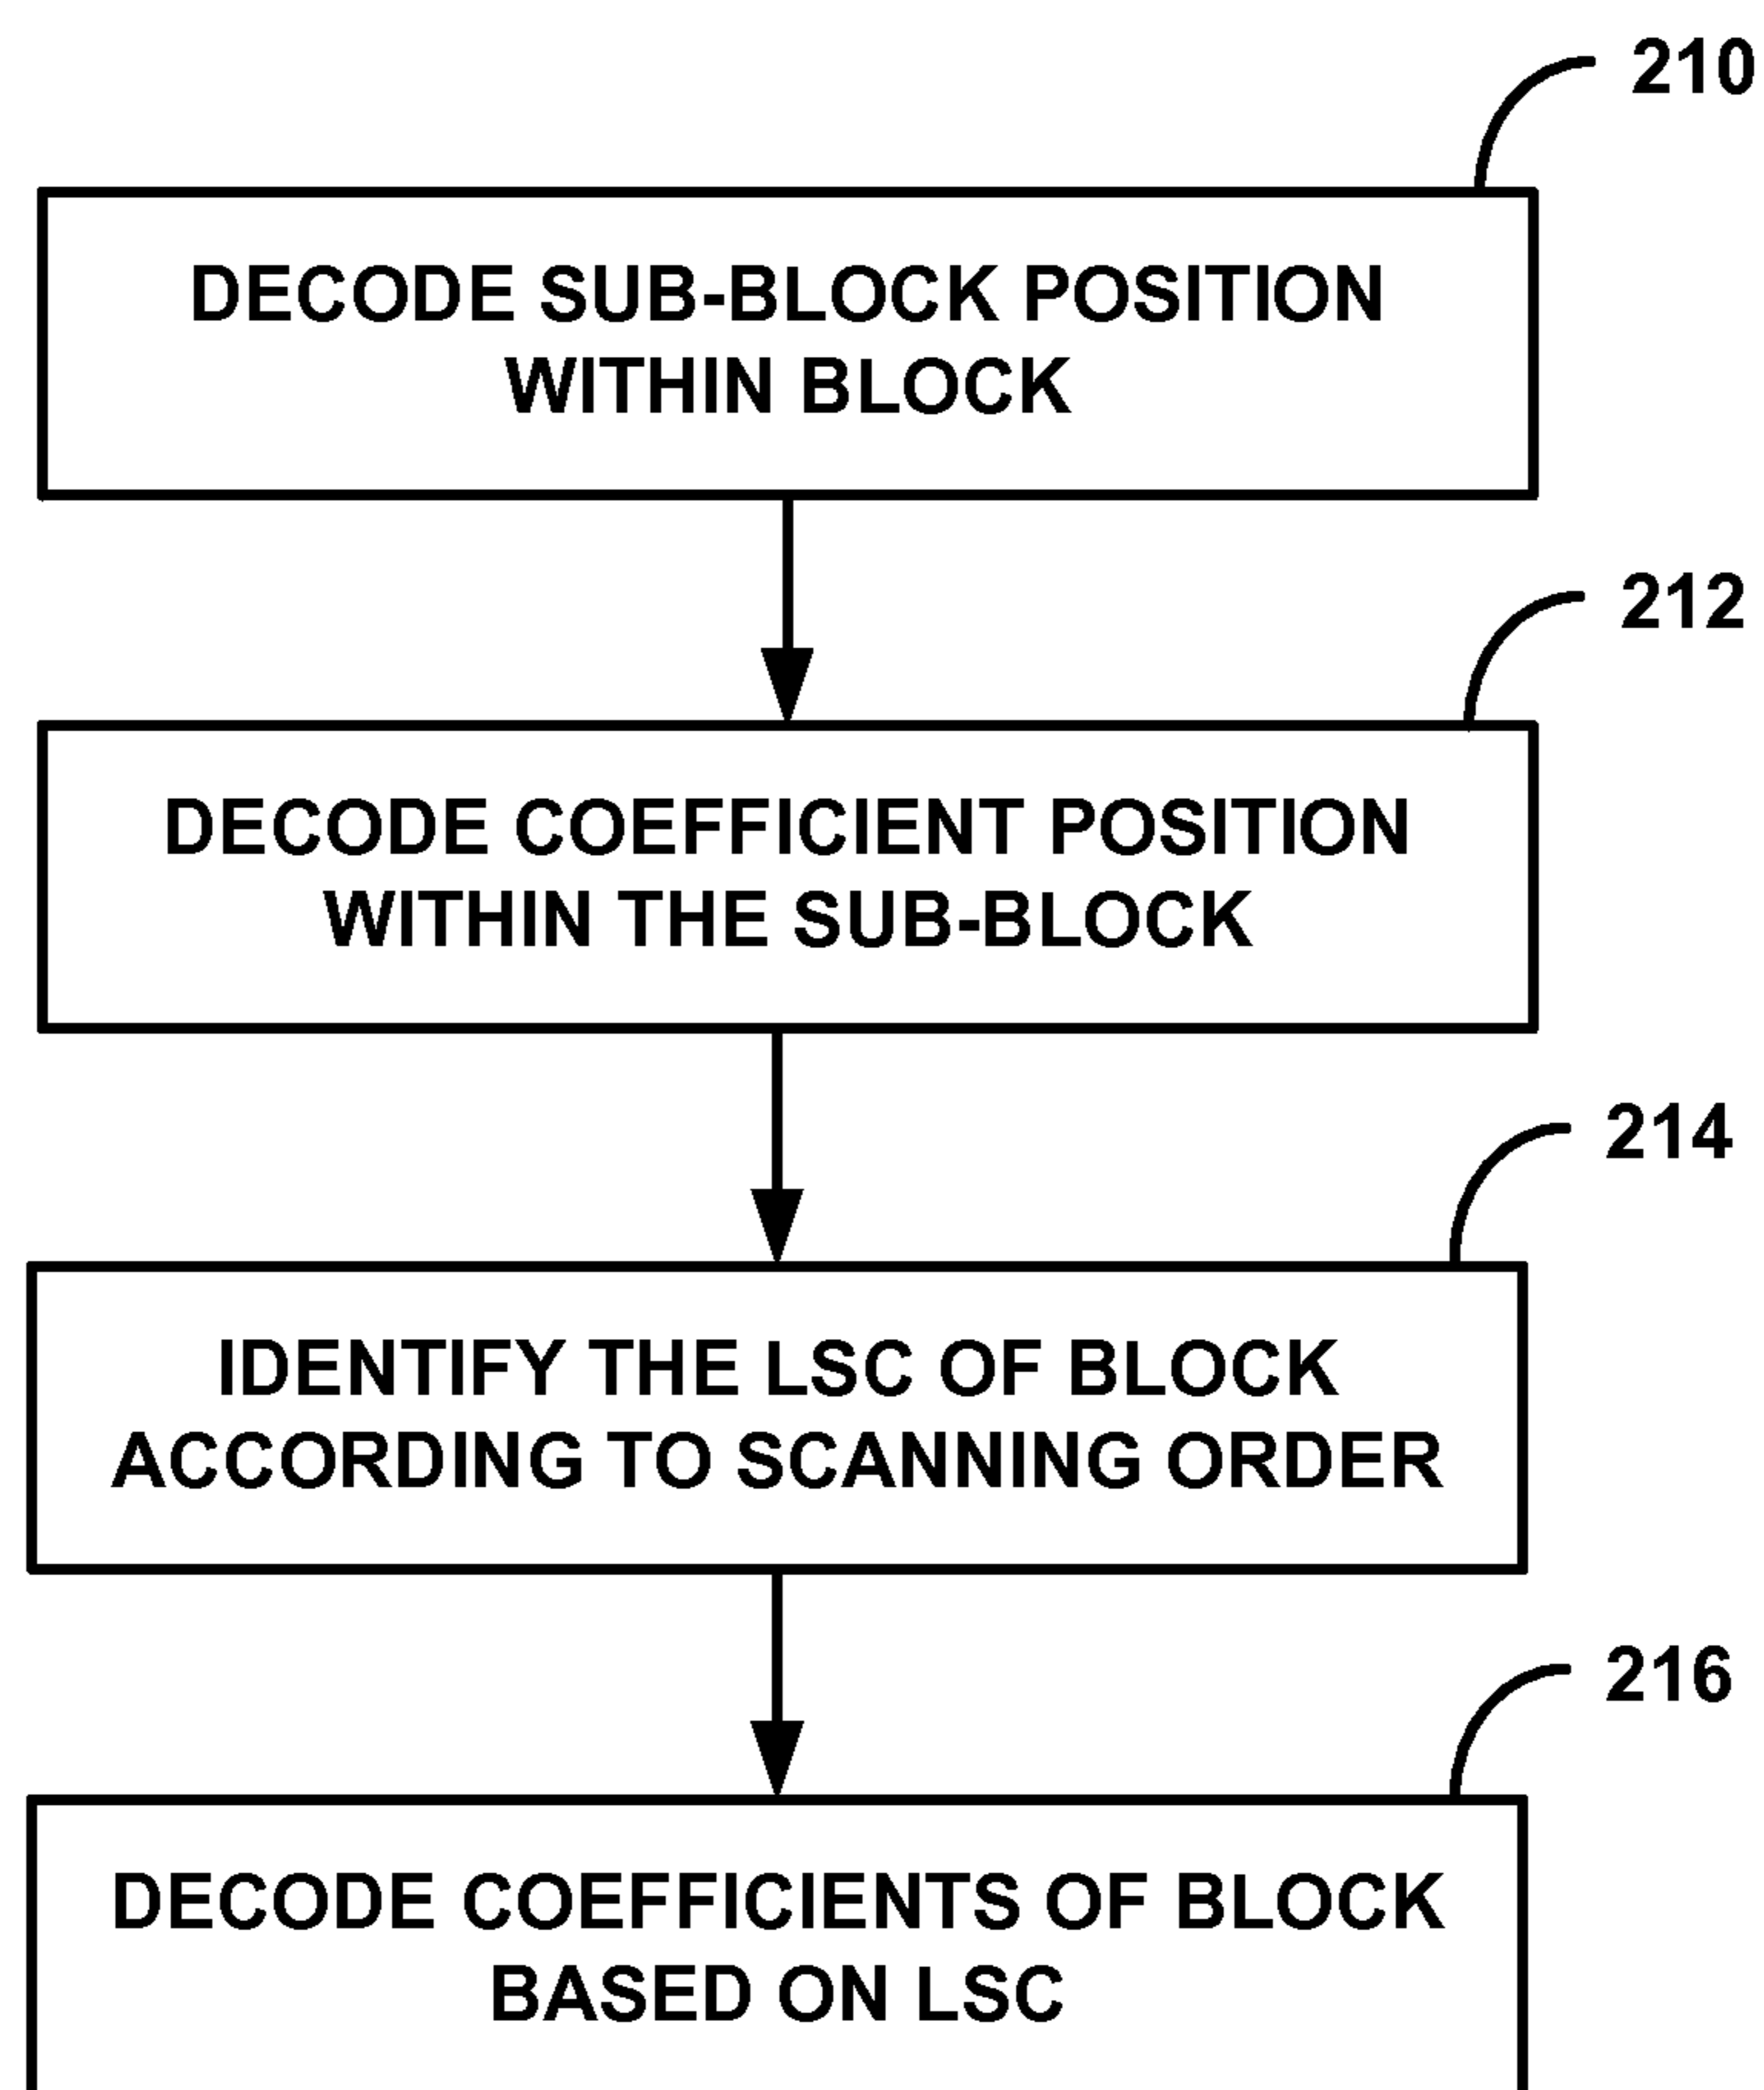 210
DECODE SUB-BLOCK POSITION
WITHIN BLOCK
212
DECODE COEFFICIENT POSITION
WITHIN THE SUB-BLOCK
214
IDENTIFY THE LSC OF BLOCK
ACCORDING TO SCANNING ORDER
216
DECODE COEFFICIENTS OF BLOCK
BASED ON LSC